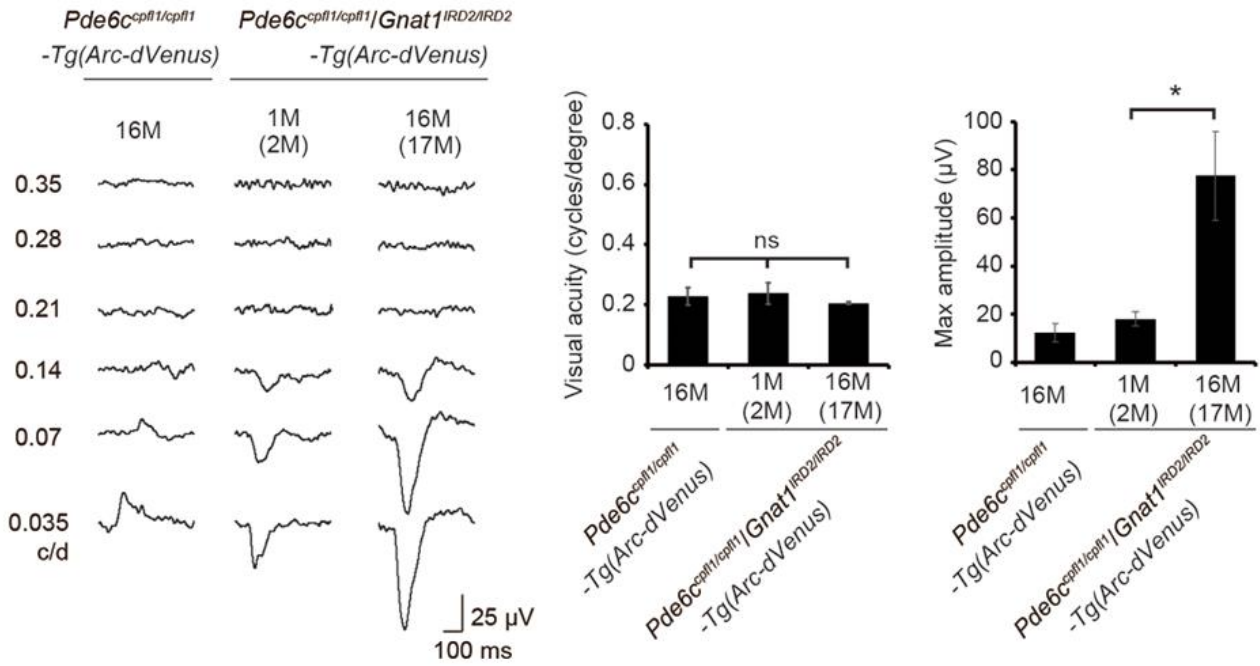 Pde6c^cpfl1/cpfl1
-Tg(Arc-dVenus)
16M
Pde6c^cpfl1/cpfl1/Gnat1^IRD2/IRD2
-Tg(Arc-dVenus)
1M
(2M)
16M
(17M)
0.35
0.28
0.21
0.14
0.07
0.035
c/d
25 µV
100 ms
Visual acuity (cycles/degree)
0.8
0.6
0.4
0.2
0
ns
16M
1M
(2M)
16M
(17M)
Pde6c^cpfl1/cpfl1
-Tg(Arc-dVenus)
Pde6c^cpfl1/cpfl1/Gnat1^IRD2/IRD2
-Tg(Arc-dVenus)
Max amplitude (µV)
100
80
60
40
20
0
*
16M
1M
(2M)
16M
(17M)
Pde6c^cpfl1/cpfl1
-Tg(Arc-dVenus)
Pde6c^cpfl1/cpfl1/Gnat1^IRD2/IRD2
-Tg(Arc-dVenus)